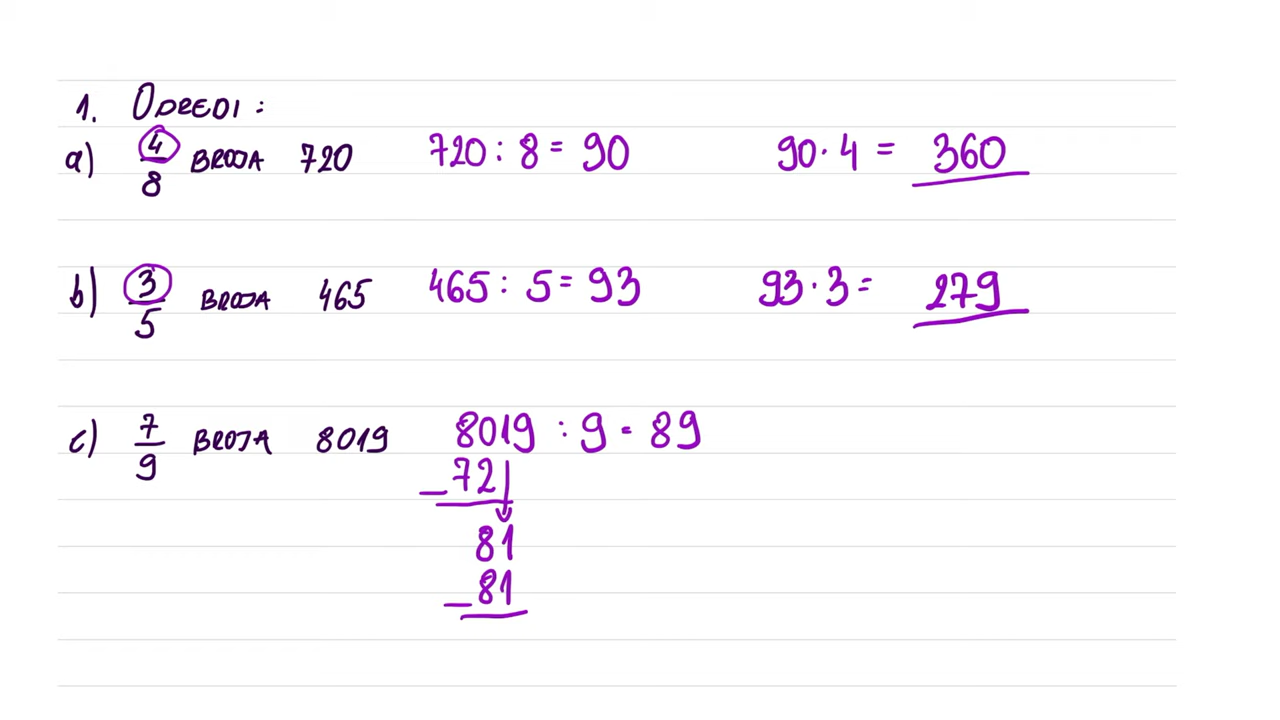 1. ODREDI :
a) 4/8 BROJA 720 720 : 8 = 90 90 · 4 = 360
b) 3/5 BROJA 465 465 : 5 = 93 93 · 3 = 279
c) 7/9 BROJA 8019 8019 : 9 = 89
- 72
81
- 81